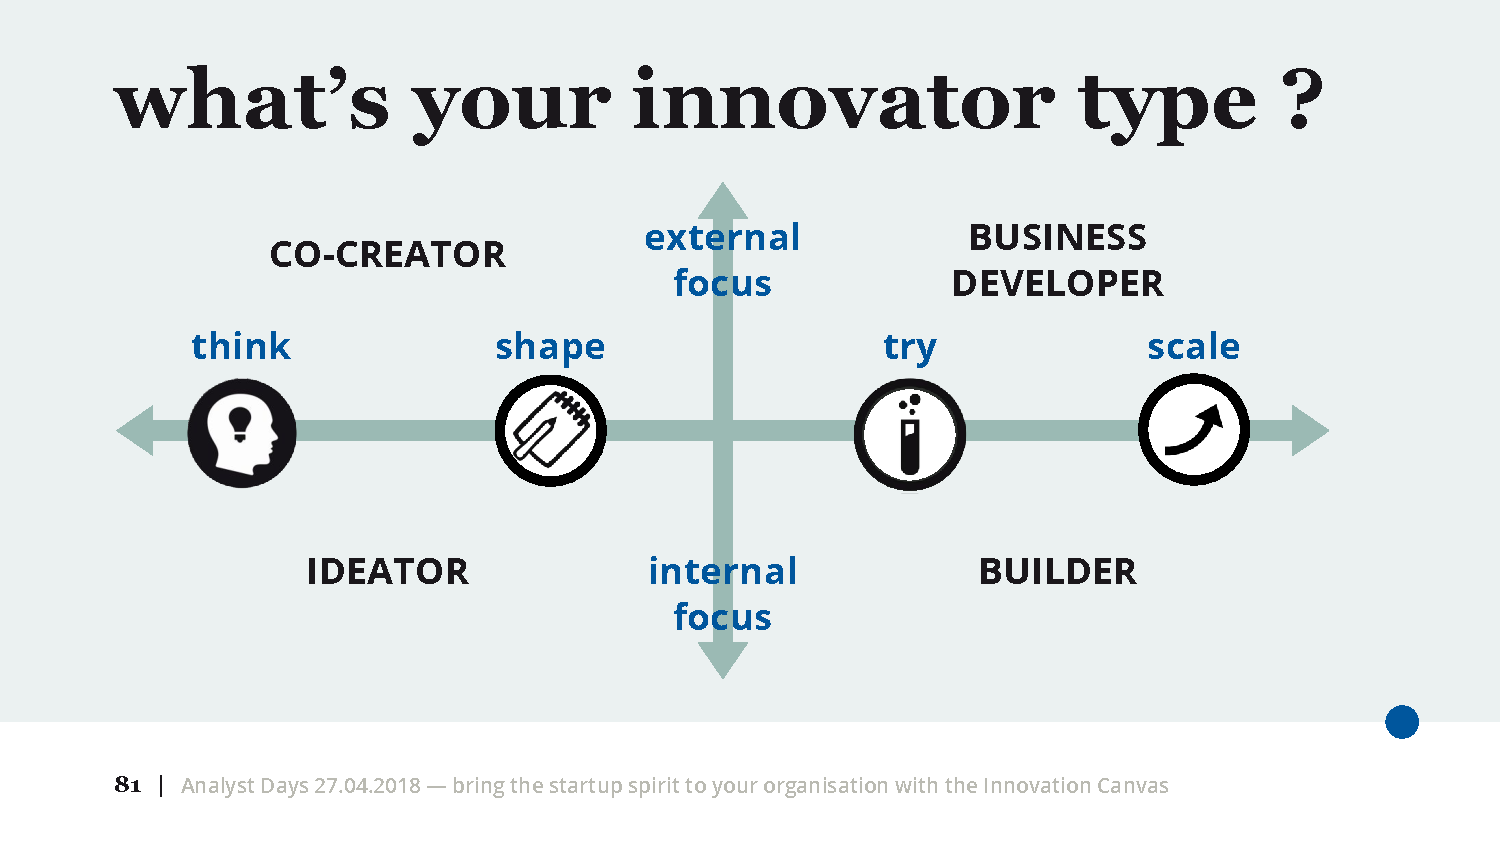 what’s your innovator type ?
external
focus
CO-CREATOR
BUSINESS
DEVELOPER
think
shape
try
scale
IDEATOR
internal
focus
BUILDER
81 | Analyst Days 27.04.2018 — bring the startup spirit to your organisation with the Innovation Canvas